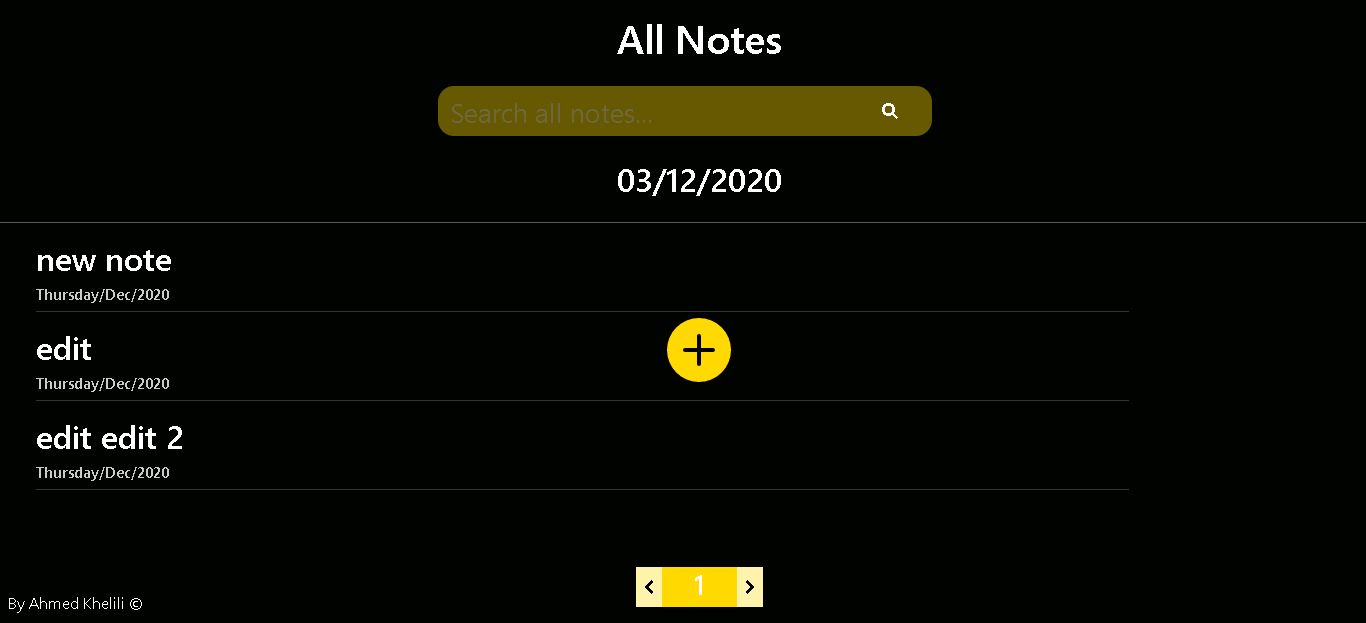 All Notes
Search all notes...
03/12/2020
new note
Thursday/Dec/2020
edit
Thursday/Dec/2020
edit edit 2
Thursday/Dec/2020
1
By Ahmed Khelili ©